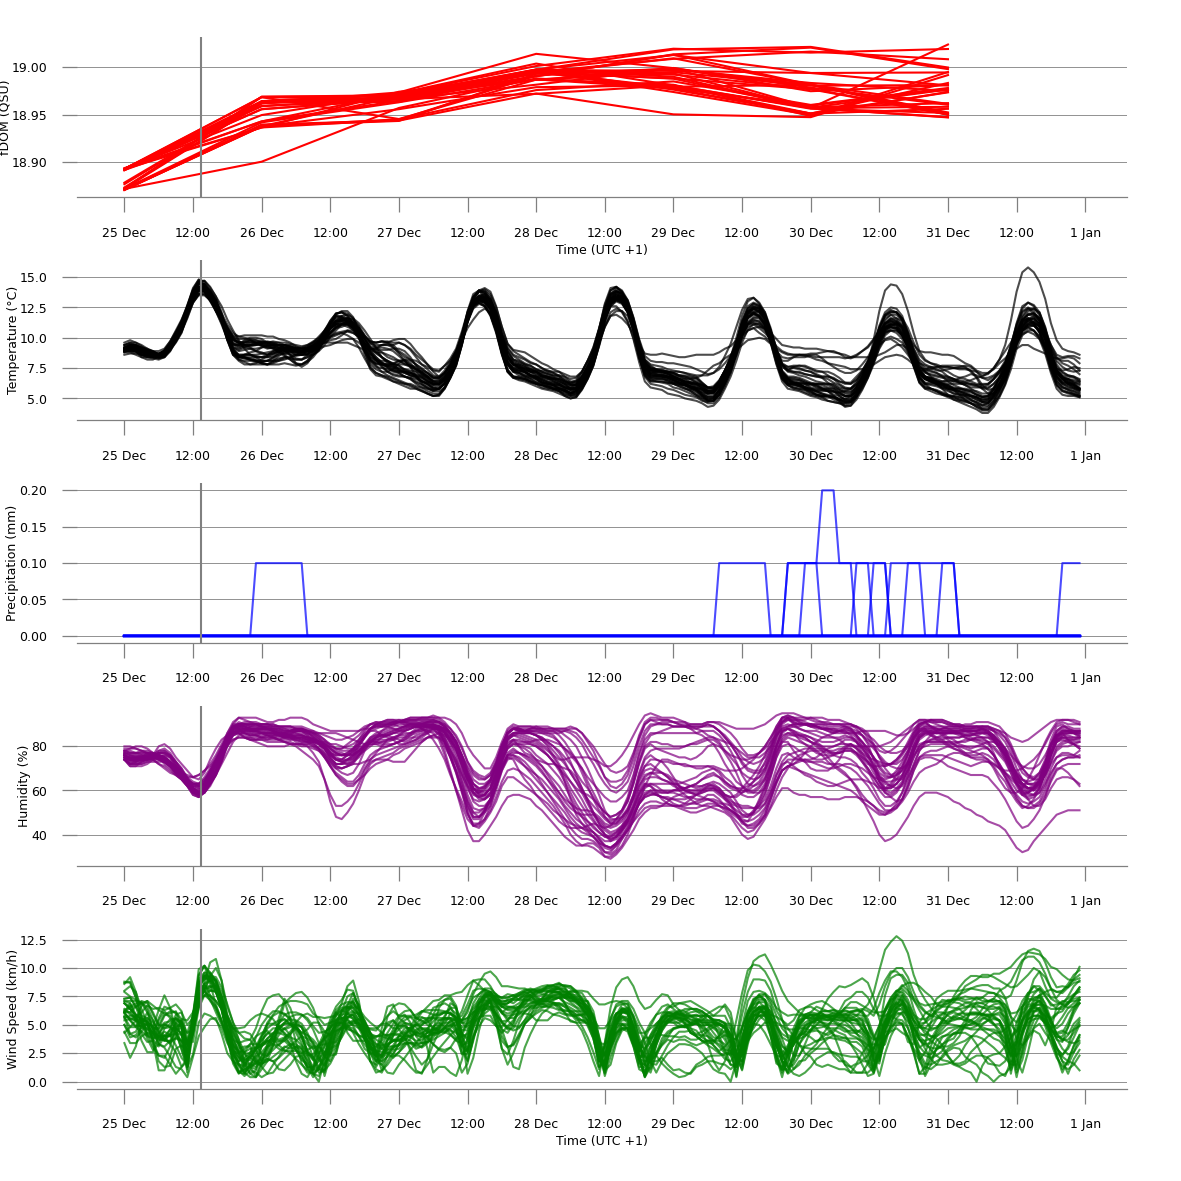 19.00
18.95
18.90
fDOM (QSU)
25 Dec 12:00 26 Dec 12:00 27 Dec 12:00 28 Dec 12:00 29 Dec 12:00 30 Dec 12:00 31 Dec 12:00 1 Jan
Time (UTC +1)
15.0
12.5
10.0
7.5
5.0
Temperature (°C)
25 Dec 12:00 26 Dec 12:00 27 Dec 12:00 28 Dec 12:00 29 Dec 12:00 30 Dec 12:00 31 Dec 12:00 1 Jan
0.20
0.15
0.10
0.05
0.00
Precipitation (mm)
25 Dec 12:00 26 Dec 12:00 27 Dec 12:00 28 Dec 12:00 29 Dec 12:00 30 Dec 12:00 31 Dec 12:00 1 Jan
80
60
40
Humidity (%)
25 Dec 12:00 26 Dec 12:00 27 Dec 12:00 28 Dec 12:00 29 Dec 12:00 30 Dec 12:00 31 Dec 12:00 1 Jan
12.5
10.0
7.5
5.0
2.5
0.0
Wind Speed (km/h)
25 Dec 12:00 26 Dec 12:00 27 Dec 12:00 28 Dec 12:00 29 Dec 12:00 30 Dec 12:00 31 Dec 12:00 1 Jan
Time (UTC +1)